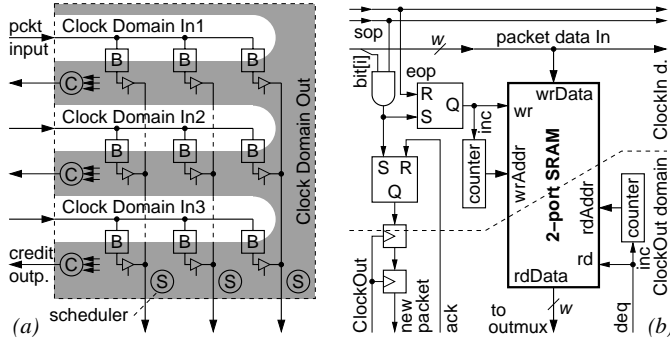 pckt
input
Clock Domain In1
B
B
B
C
Clock Domain In2
B
B
B
C
Clock Domain In3
B
B
B
credit
outp.
C
S
S
S
Clock Domain Out
(a)
scheduler
sop
w
packet data In
bit[i]
eop
R
S
Q
inc
wr
wrData
ClockIn d.
counter
wrAddr
2-port SRAM
S R
Q
rdAddr
counter
ClockOut domain
rd
inc
rdData
ClockOut
new
packet
ack
to
outmux
w
deq
(b)